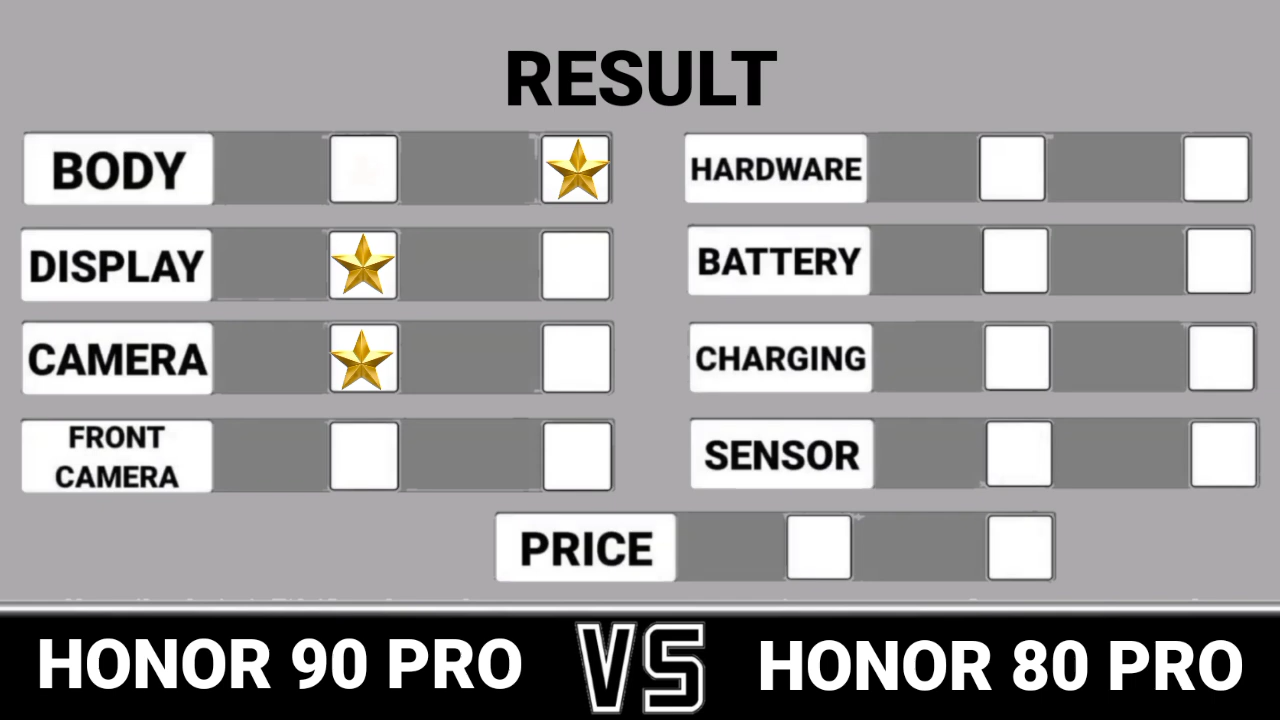 RESULT
BODY
DISPLAY
CAMERA
FRONT
CAMERA
HARDWARE
BATTERY
CHARGING
SENSOR
PRICE
HONOR 90 PRO VS HONOR 80 PRO